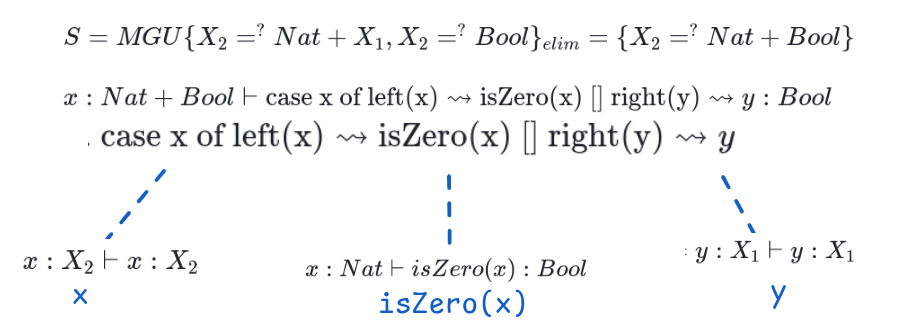 S = MGU{X₂ =? Nat + X₁, X₂ =? Bool}ₑₗᵢₘ = {X₂ =? Nat + Bool}
x : Nat + Bool ⊢ case x of left(x) ⇝ isZero(x) [] right(y) ⇝ y : Bool
. case x of left(x) ⇝ isZero(x) [] right(y) ⇝ y
x : X₂ ⊢ x : X₂
x
x : Nat ⊢ isZero(x) : Bool
isZero(x)
y : X₁ ⊢ y : X₁
y